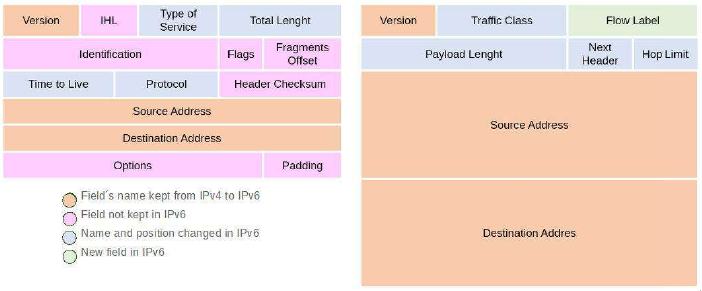 Version IHL Type of Service Total Lenght
Identification Flags Fragments Offset
Time to Live Protocol Header Checksum
Source Address
Destination Address
Options Padding
Field´s name kept from IPv4 to IPv6
Field not kept in IPv6
Name and position changed in IPv6
New field in IPv6
Version Traffic Class Flow Label
Payload Lenght Next Header Hop Limit
Source Address
Destination Addres